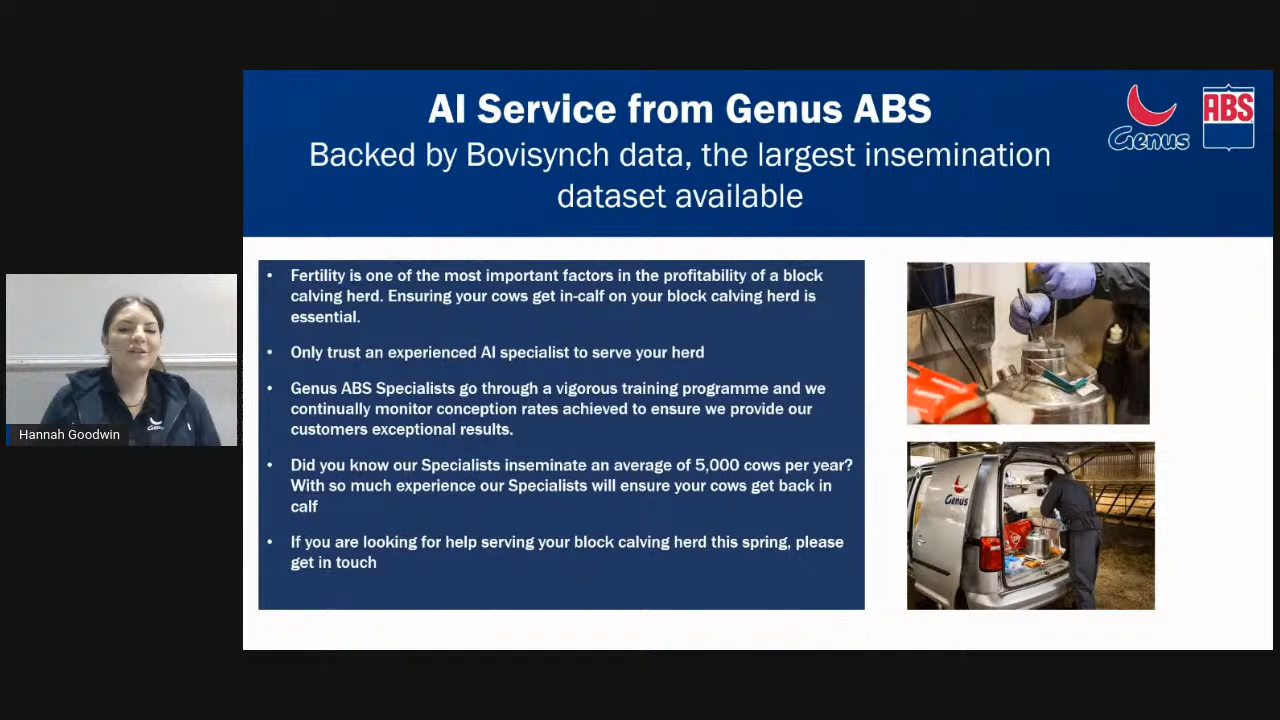 AI Service from Genus ABS
Backed by Bovisynch data, the largest insemination
dataset available
Genus
ABS
• Fertility is one of the most important factors in the profitability of a block
calving herd. Ensuring your cows get in-calf on your block calving herd is
essential.
• Only trust an experienced AI specialist to serve your herd
• Genus ABS Specialists go through a vigorous training programme and we
continually monitor conception rates achieved to ensure we provide our
customers exceptional results.
• Did you know our Specialists inseminate an average of 5,000 cows per year?
With so much experience our Specialists will ensure your cows get back in
calf
• If you are looking for help serving your block calving herd this spring, please
get in touch
Genus
Hannah Goodwin
Genus